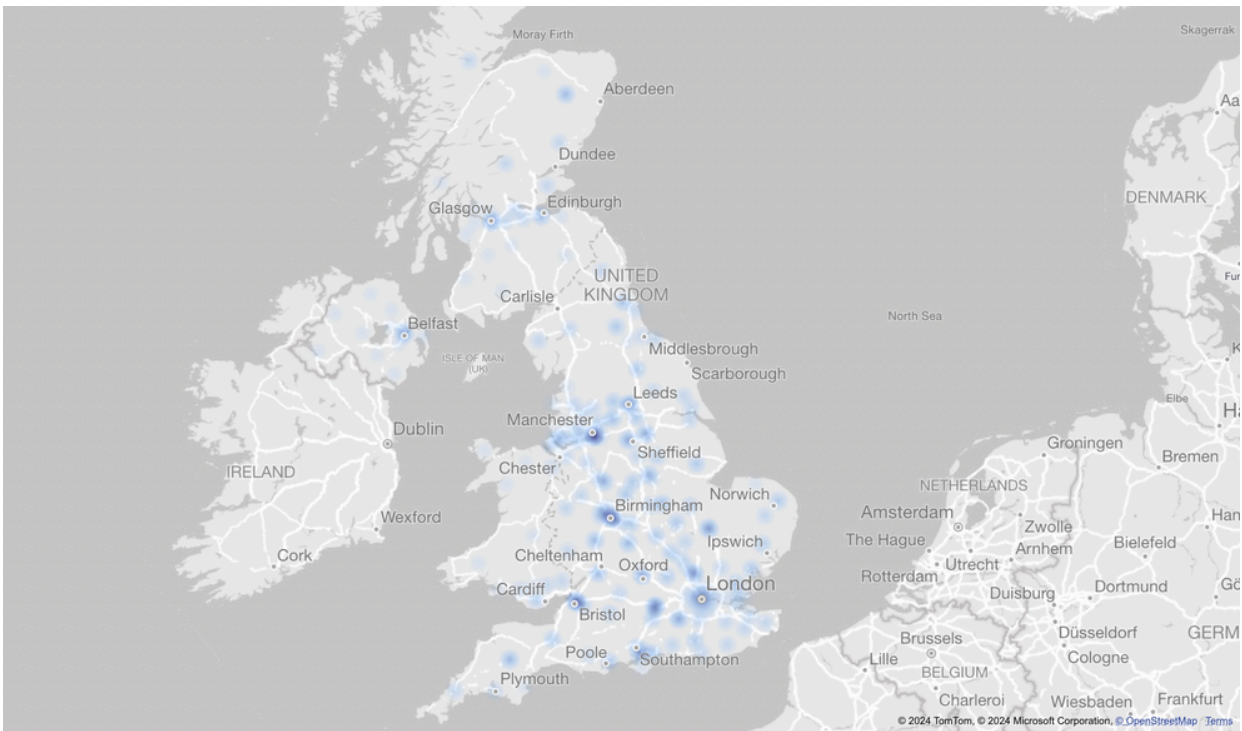 Moray Firth
Skagerrak
Aberdeen
Aa
Dundee
DENMARK
Glasgow
Edinburgh
UNITED
KINGDOM
Fur
Carlisle
North Sea
Belfast
ISLE OF MAN
(UK)
Middlesbrough
K
Scarborough
Leeds
Elbe
Ha
Manchester
Dublin
Sheffield
Groningen
Bremen
Chester
IRELAND
NETHERLANDS
Norwich
Birmingham
Amsterdam
Wexford
Zwolle
Han
Ipswich
The Hague
Arnhem
Bielefeld
Cork
Cheltenham
Oxford
Utrecht
Rotterdam
London
Dortmund
Gö
Cardiff
Duisburg
Bristol
Düsseldorf
GERM
Brussels
Poole
Southampton
Lille
Cologne
BELGIUM
Plymouth
Charleroi
Wiesbaden
Frankfurt
© 2024 TomTom, © 2024 Microsoft Corporation, © OpenStreetMap Terms